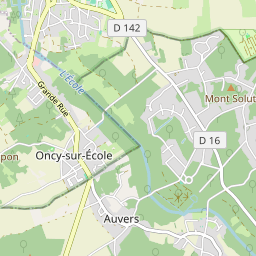 D 142
L'École
Grande Rue
Mont Solut
D 16
pon
Oncy-sur-École
Auvers